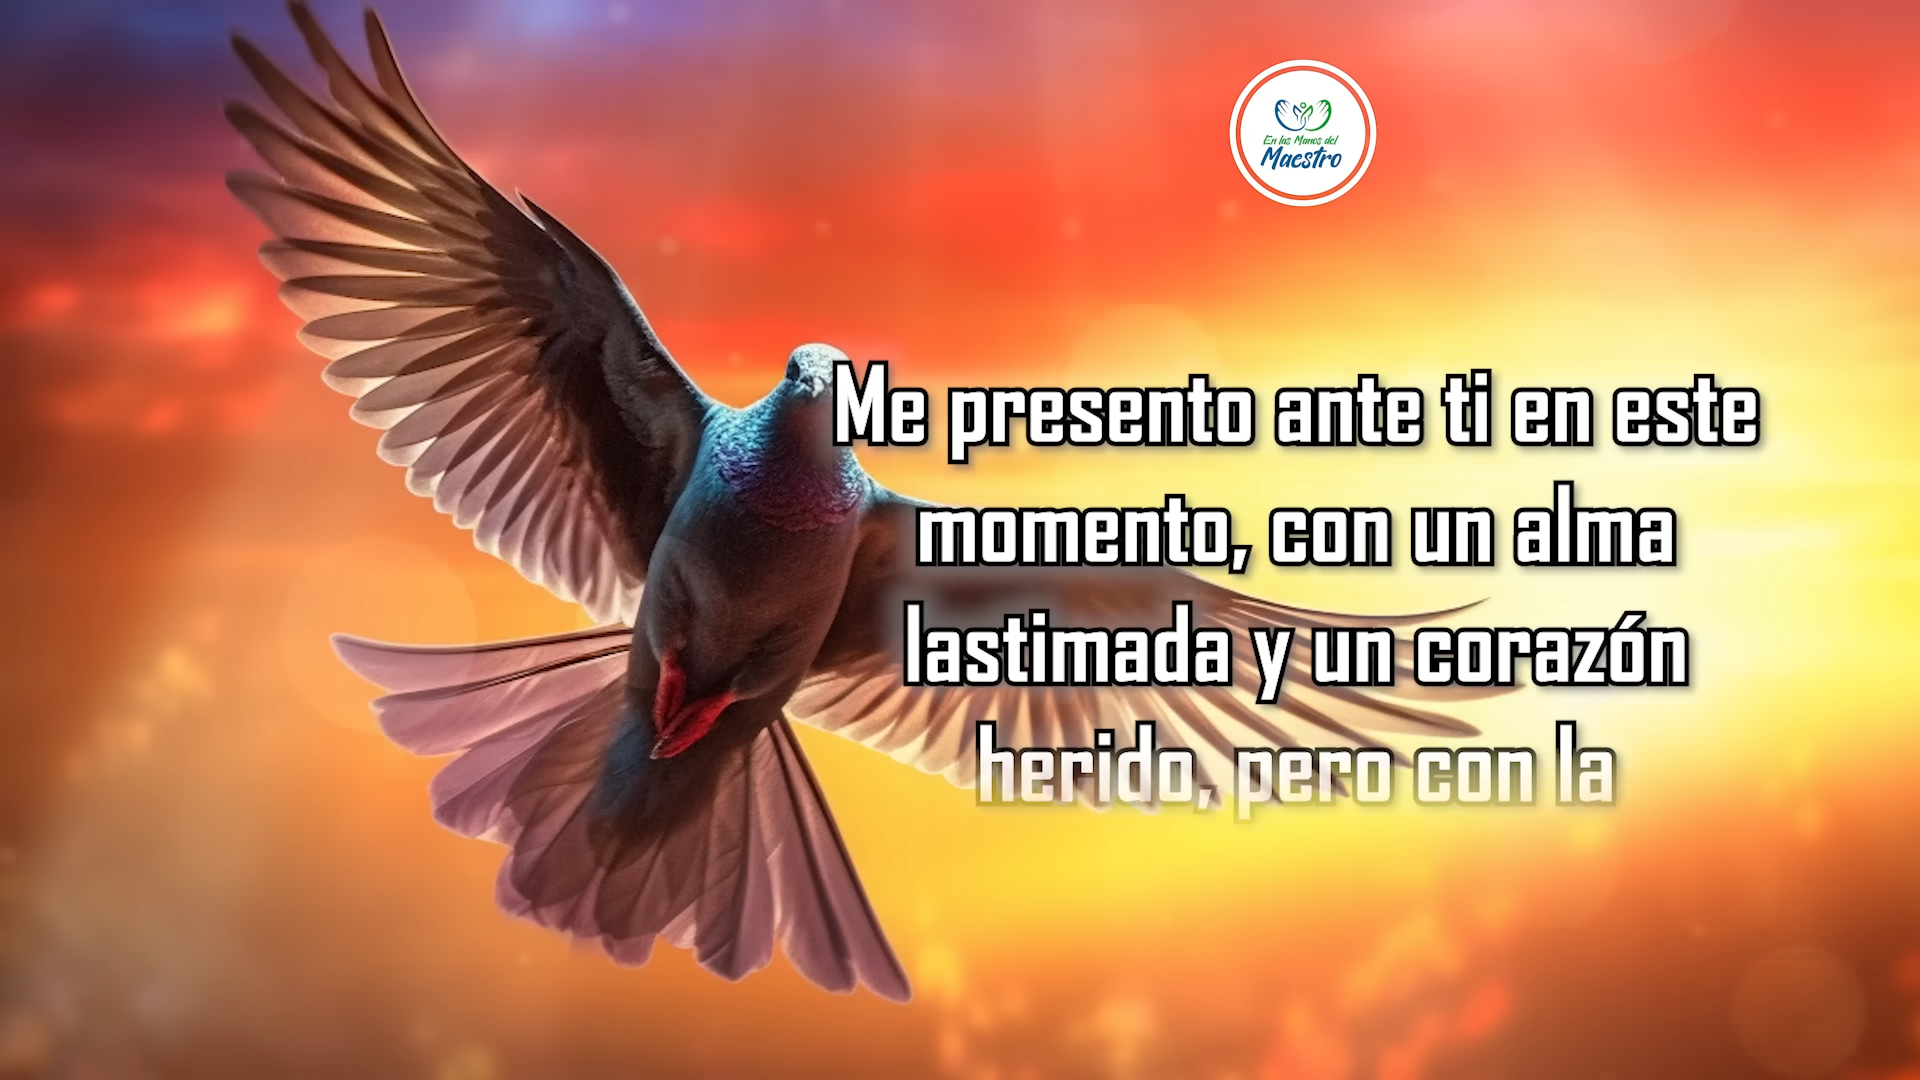 En las Manos del
Maestro
Me presento ante ti en este
momento, con un alma
lastimada y un corazón
herido, pero con la